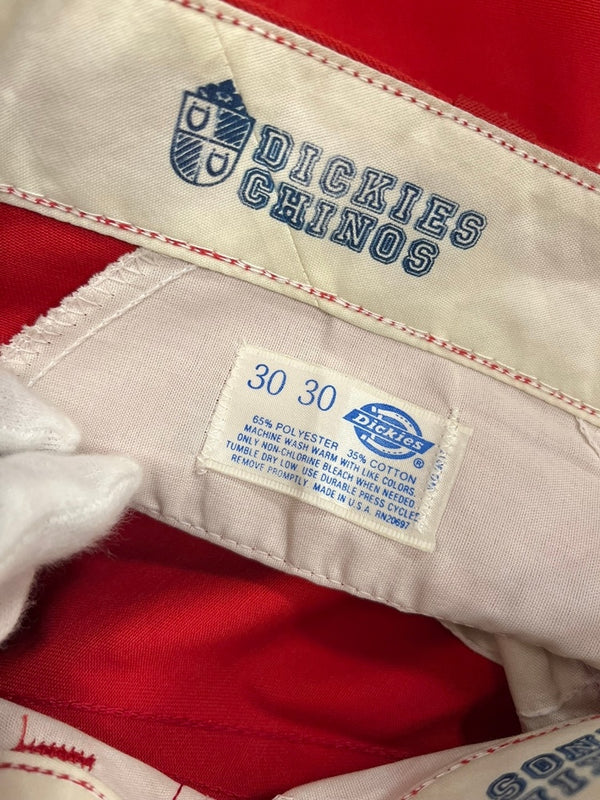 DICKIES
CHINOS
30 30
Dickies
®
65% POLYESTER 35% COTTON
MACHINE WASH WARM WITH LIKE COLORS.
ONLY NON-CHLORINE BLEACH WHEN NEEDED.
TUMBLE DRY LOW. USE DURABLE PRESS CYCLE.
REMOVE PROMPTLY. MADE IN U.S.A. RN20697